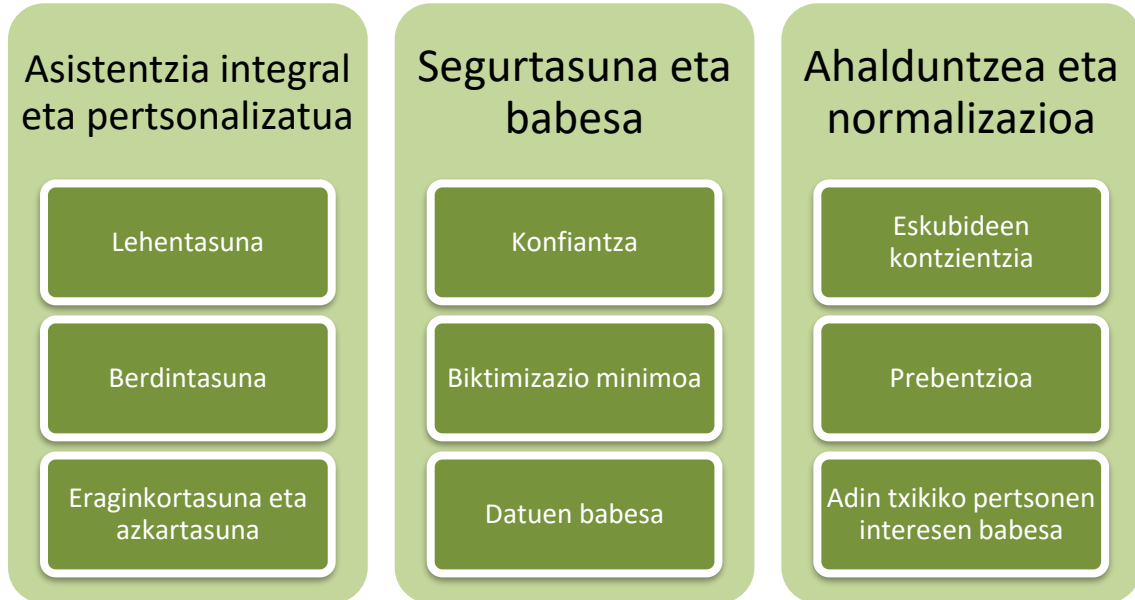 Asistentzia integral
eta pertsonalizatua
Lehentasuna
Berdintasuna
Eraginkortasuna eta
azkartasuna
Segurtasuna eta
babesa
Konfiantza
Biktimizazio minimoa
Datuen babesa
Ahalduntzea eta
normalizazioa
Eskubideen
kontzientzia
Prebentzioa
Adin txikiko pertsonen
interesen babesa